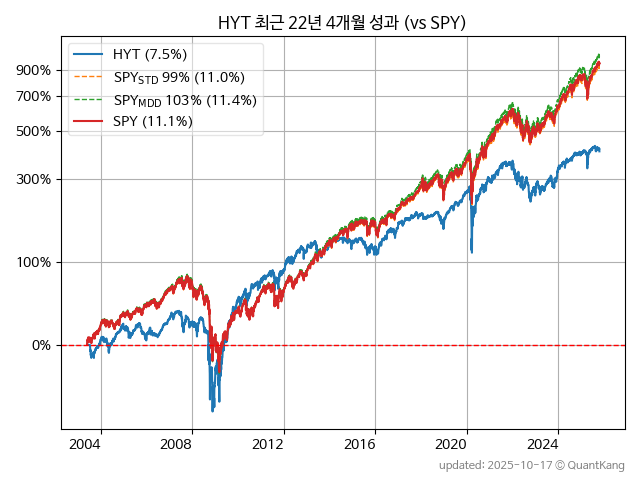 HYT 최근 22년 4개월 성과 (vs SPY)
HYT (7.5%)
SPY_STD 99% (11.0%)
SPY_MDD 103% (11.4%)
SPY (11.1%)
900%
700%
500%
300%
100%
0%
2004 2008 2012 2016 2020 2024
updated: 2025-10-17 © QuantKang